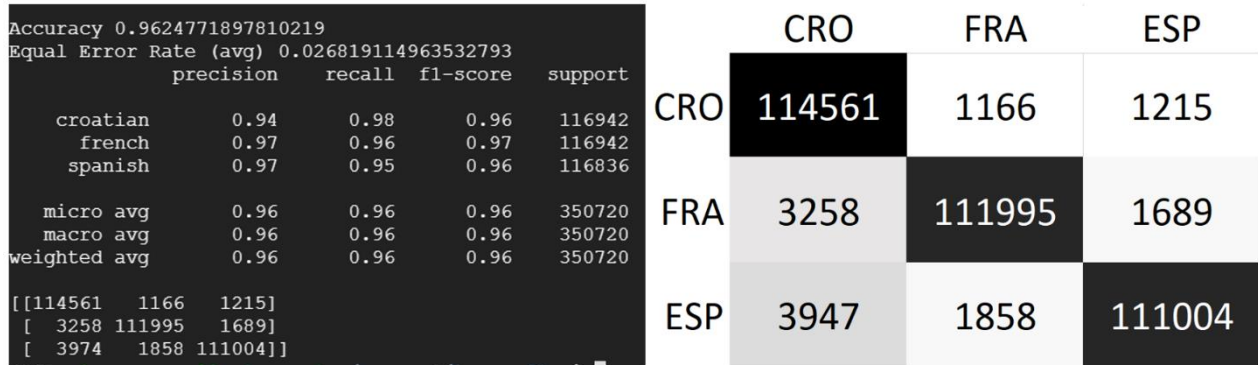 Accuracy 0.9624771897810219
Equal Error Rate (avg) 0.026819114963532793
precision recall f1-score support
croatian 0.94 0.98 0.96 116942
french 0.97 0.96 0.97 116942
spanish 0.97 0.95 0.96 116836
micro avg 0.96 0.96 0.96 350720
macro avg 0.96 0.96 0.96 350720
weighted avg 0.96 0.96 0.96 350720
[[114561 1166 1215]
[ 3258 111995 1689]
[ 3974 1858 111004]]
CRO FRA ESP
CRO 114561 1166 1215
FRA 3258 111995 1689
ESP 3947 1858 111004